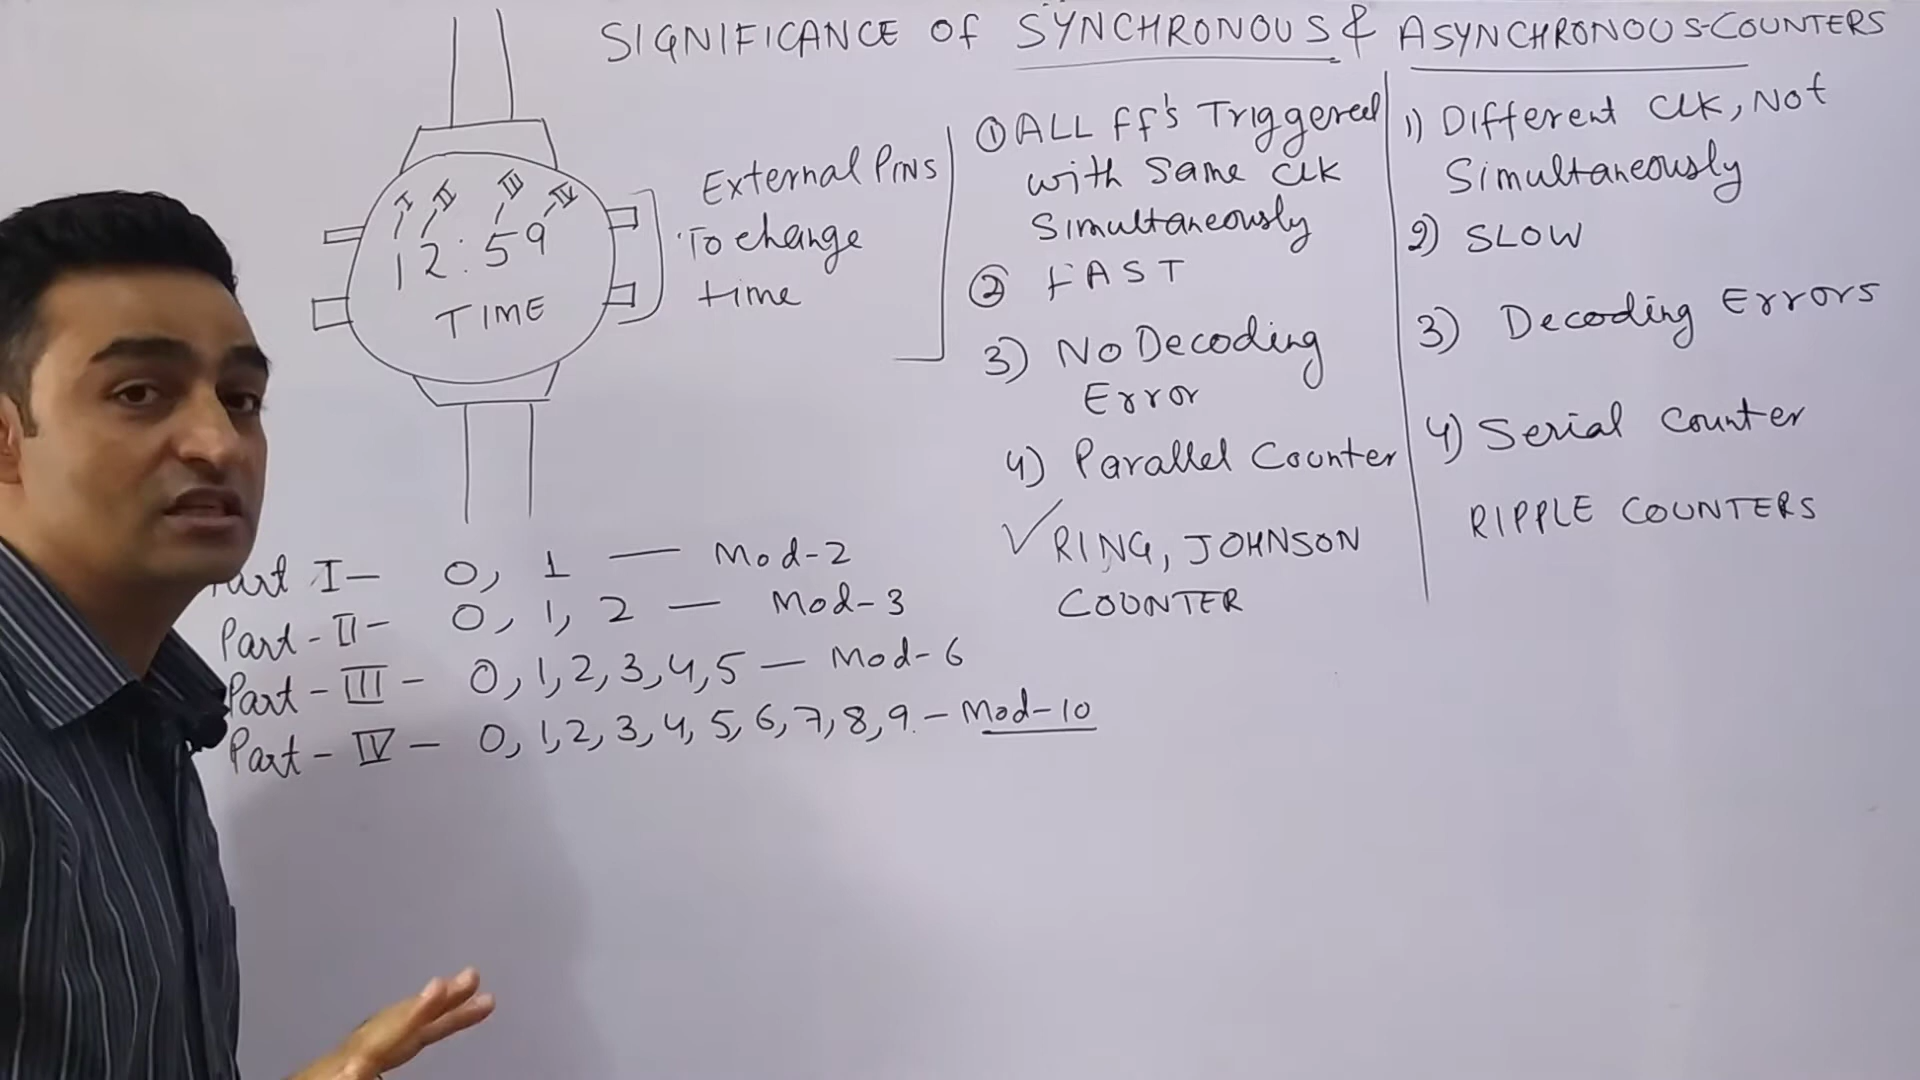 SIGNIFICANCE OF SYNCHRONOUS & ASYNCHRONOUS-COUNTERS
I II III IV
12:59
TIME
External PINS
To change
time
① ALL ff's Triggered
with Same Clk
Simultaneously
② FAST
3) No Decoding
Error
4) Parallel Counter
✓ RING, JOHNSON
COUNTER
1) Different Clk, Not
Simultaneously
2) SLOW
3) Decoding Errors
4) Serial Counter
RIPPLE COUNTERS
Part I – 0, 1 — Mod-2
Part - II - 0, 1, 2 — Mod-3
Part - III - 0, 1, 2, 3, 4, 5 — Mod-6
Part - IV - 0, 1, 2, 3, 4, 5, 6, 7, 8, 9 - Mod-10